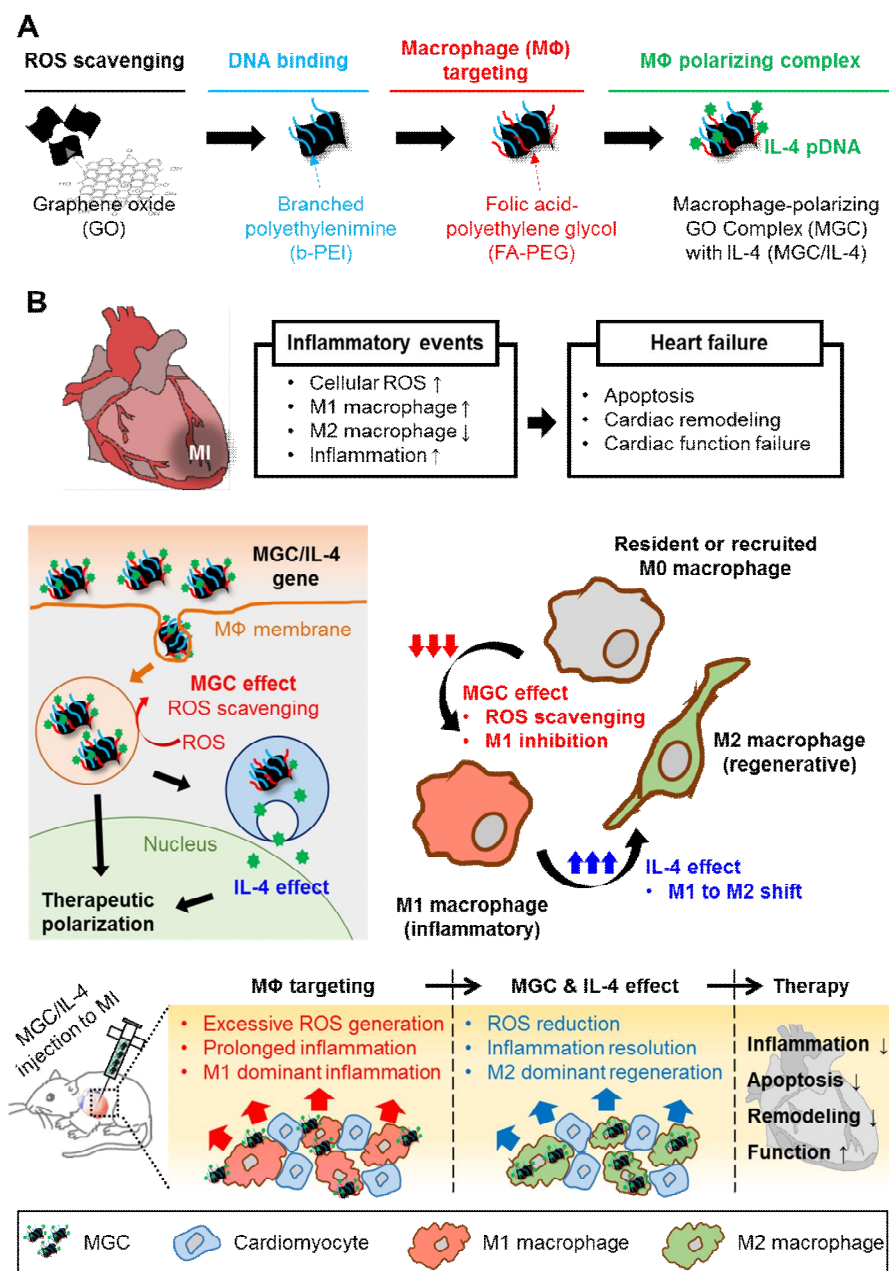 A
ROS scavenging
DNA binding
Macrophage (MΦ)
targeting
MΦ polarizing complex
IL-4 pDNA
Graphene oxide
(GO)
Branched
polyethylenimine
(b-PEI)
Folic acid-
polyethylene glycol
(FA-PEG)
Macrophage-polarizing
GO Complex (MGC)
with IL-4 (MGC/IL-4)
B
MI
Inflammatory events
• Cellular ROS ↑
• M1 macrophage ↑
• M2 macrophage ↓
• Inflammation ↑
Heart failure
• Apoptosis
• Cardiac remodeling
• Cardiac function failure
MGC/IL-4
gene
MΦ membrane
MGC effect
ROS scavenging
ROS
Nucleus
IL-4 effect
Therapeutic
polarization
Resident or recruited
M0 macrophage
MGC effect
• ROS scavenging
• M1 inhibition
M2 macrophage
(regenerative)
M1 macrophage
(inflammatory)
IL-4 effect
• M1 to M2 shift
MGC/IL-4
injection to MI
MΦ targeting
MGC & IL-4 effect
Therapy
• Excessive ROS generation
• Prolonged inflammation
• M1 dominant inflammation
• ROS reduction
• Inflammation resolution
• M2 dominant regeneration
Inflammation ↓
Apoptosis ↓
Remodeling ↓
Function ↑
MGC
Cardiomyocyte
M1 macrophage
M2 macrophage